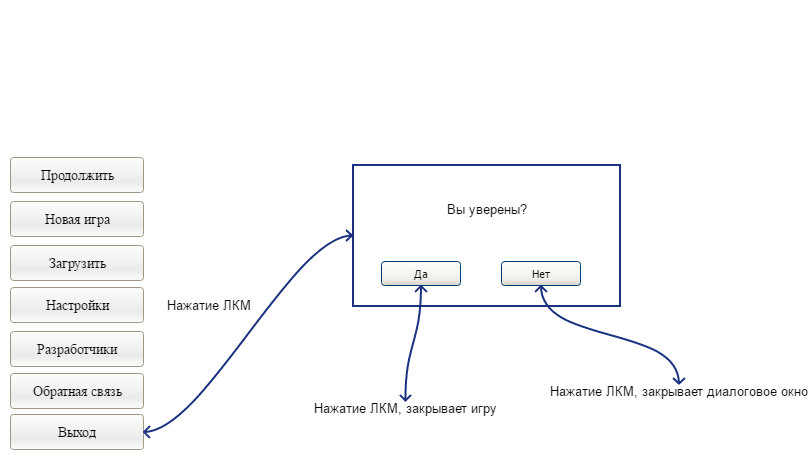 Продолжить
Новая игра
Загрузить
Настройки
Разработчики
Обратная связь
Выход
Нажатие ЛКМ
Вы уверены?
Да
Нет
Нажатие ЛКМ, закрывает игру
Нажатие ЛКМ, закрывает диалоговое окно